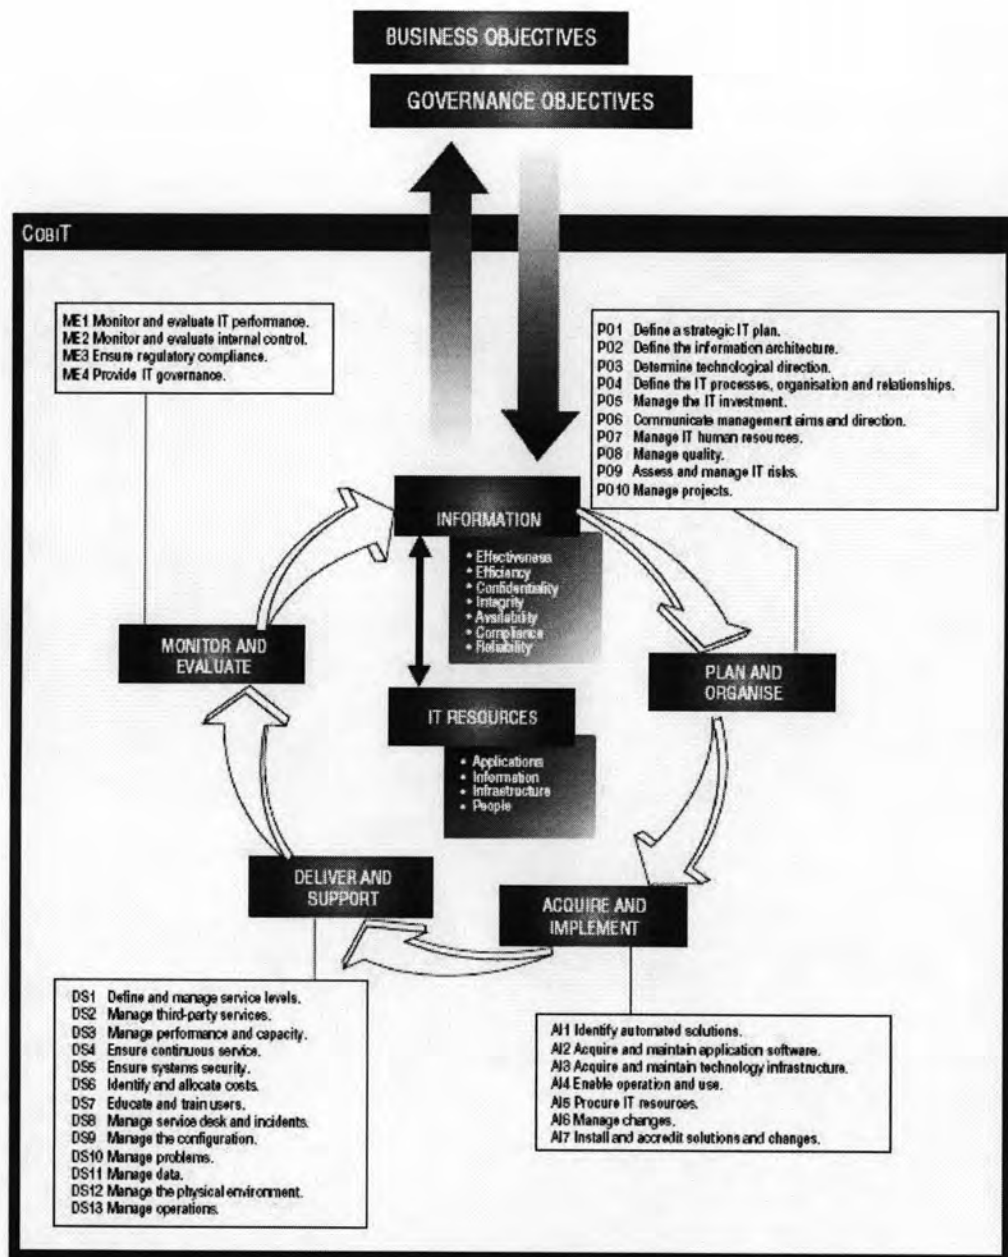 BUSINESS OBJECTIVES
GOVERNANCE OBJECTIVES
COBIT
ME1 Monitor and evaluate IT performance.
ME2 Monitor and evaluate internal control.
ME3 Ensure regulatory compliance.
ME4 Provide IT governance.
PO1 Define a strategic IT plan.
PO2 Define the information architecture.
PO3 Determine technological direction.
PO4 Define the IT processes, organisation and relationships.
PO5 Manage the IT investment.
PO6 Communicate management aims and direction.
PO7 Manage IT human resources.
PO8 Manage quality.
PO9 Assess and manage IT risks.
PO10 Manage projects.
INFORMATION
• Effectiveness
• Efficiency
• Confidentiality
• Integrity
• Availability
• Compliance
• Reliability
MONITOR AND
EVALUATE
PLAN AND
ORGANISE
IT RESOURCES
• Applications
• Information
• Infrastructure
• People
DELIVER AND
SUPPORT
ACQUIRE AND
IMPLEMENT
DS1 Define and manage service levels.
DS2 Manage third-party services.
DS3 Manage performance and capacity.
DS4 Ensure continuous service.
DS5 Ensure systems security.
DS6 Identify and allocate costs.
DS7 Educate and train users.
DS8 Manage service desk and incidents.
DS9 Manage the configuration.
DS10 Manage problems.
DS11 Manage data.
DS12 Manage the physical environment.
DS13 Manage operations.
AI1 Identify automated solutions.
AI2 Acquire and maintain application software.
AI3 Acquire and maintain technology infrastructure.
AI4 Enable operation and use.
AI5 Procure IT resources.
AI6 Manage changes.
AI7 Install and accredit solutions and changes.